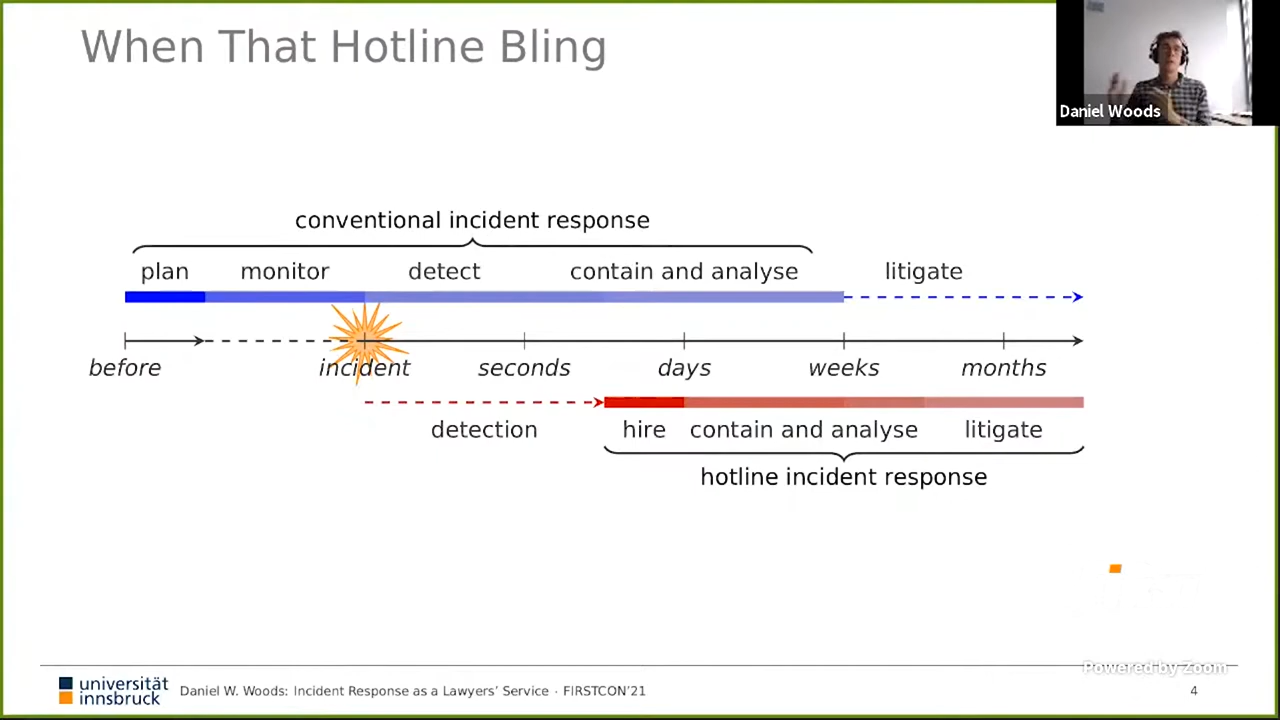 When That Hotline Bling
Daniel Woods
conventional incident response
plan monitor detect contain and analyse litigate
before incident seconds days weeks months
detection hire contain and analyse litigate
hotline incident response
Powered by Zoom
universität
innsbruck
Daniel W. Woods: Incident Response as a Lawyers’ Service · FIRSTCON’21
4